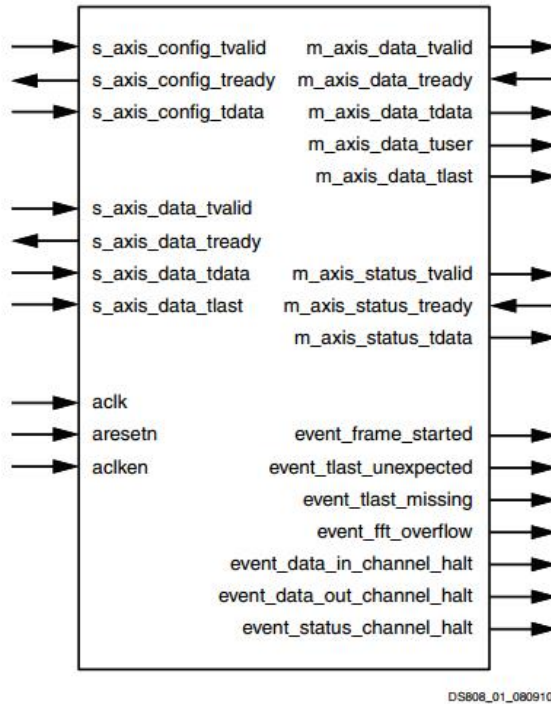 s_axis_config_tvalid
s_axis_config_tready
s_axis_config_tdata
s_axis_data_tvalid
s_axis_data_tready
s_axis_data_tdata
s_axis_data_tlast
aclk
aresetn
aclken
m_axis_data_tvalid
m_axis_data_tready
m_axis_data_tdata
m_axis_data_tuser
m_axis_data_tlast
m_axis_status_tvalid
m_axis_status_tready
m_axis_status_tdata
event_frame_started
event_tlast_unexpected
event_tlast_missing
event_fft_overflow
event_data_in_channel_halt
event_data_out_channel_halt
event_status_channel_halt
DS808_01_080910